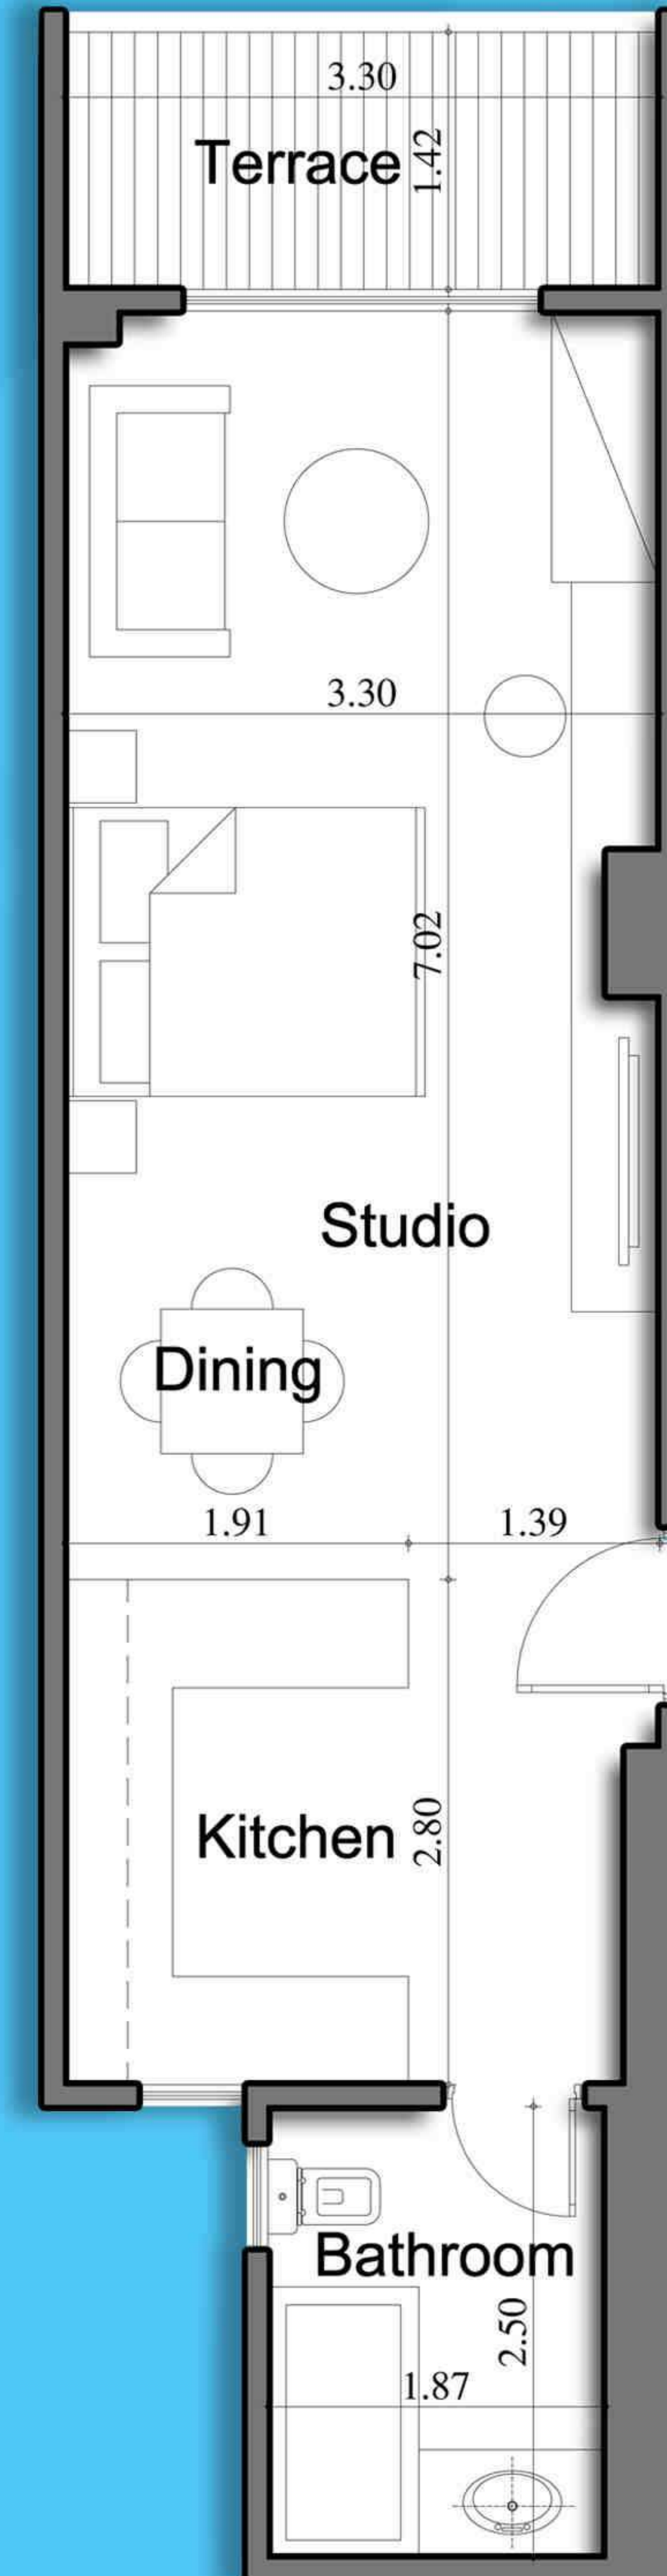 3.30
Terrace
1.42
3.30
7.02
Studio
Dining
1.91
1.39
Kitchen
2.80
Bathroom
2.50
1.87